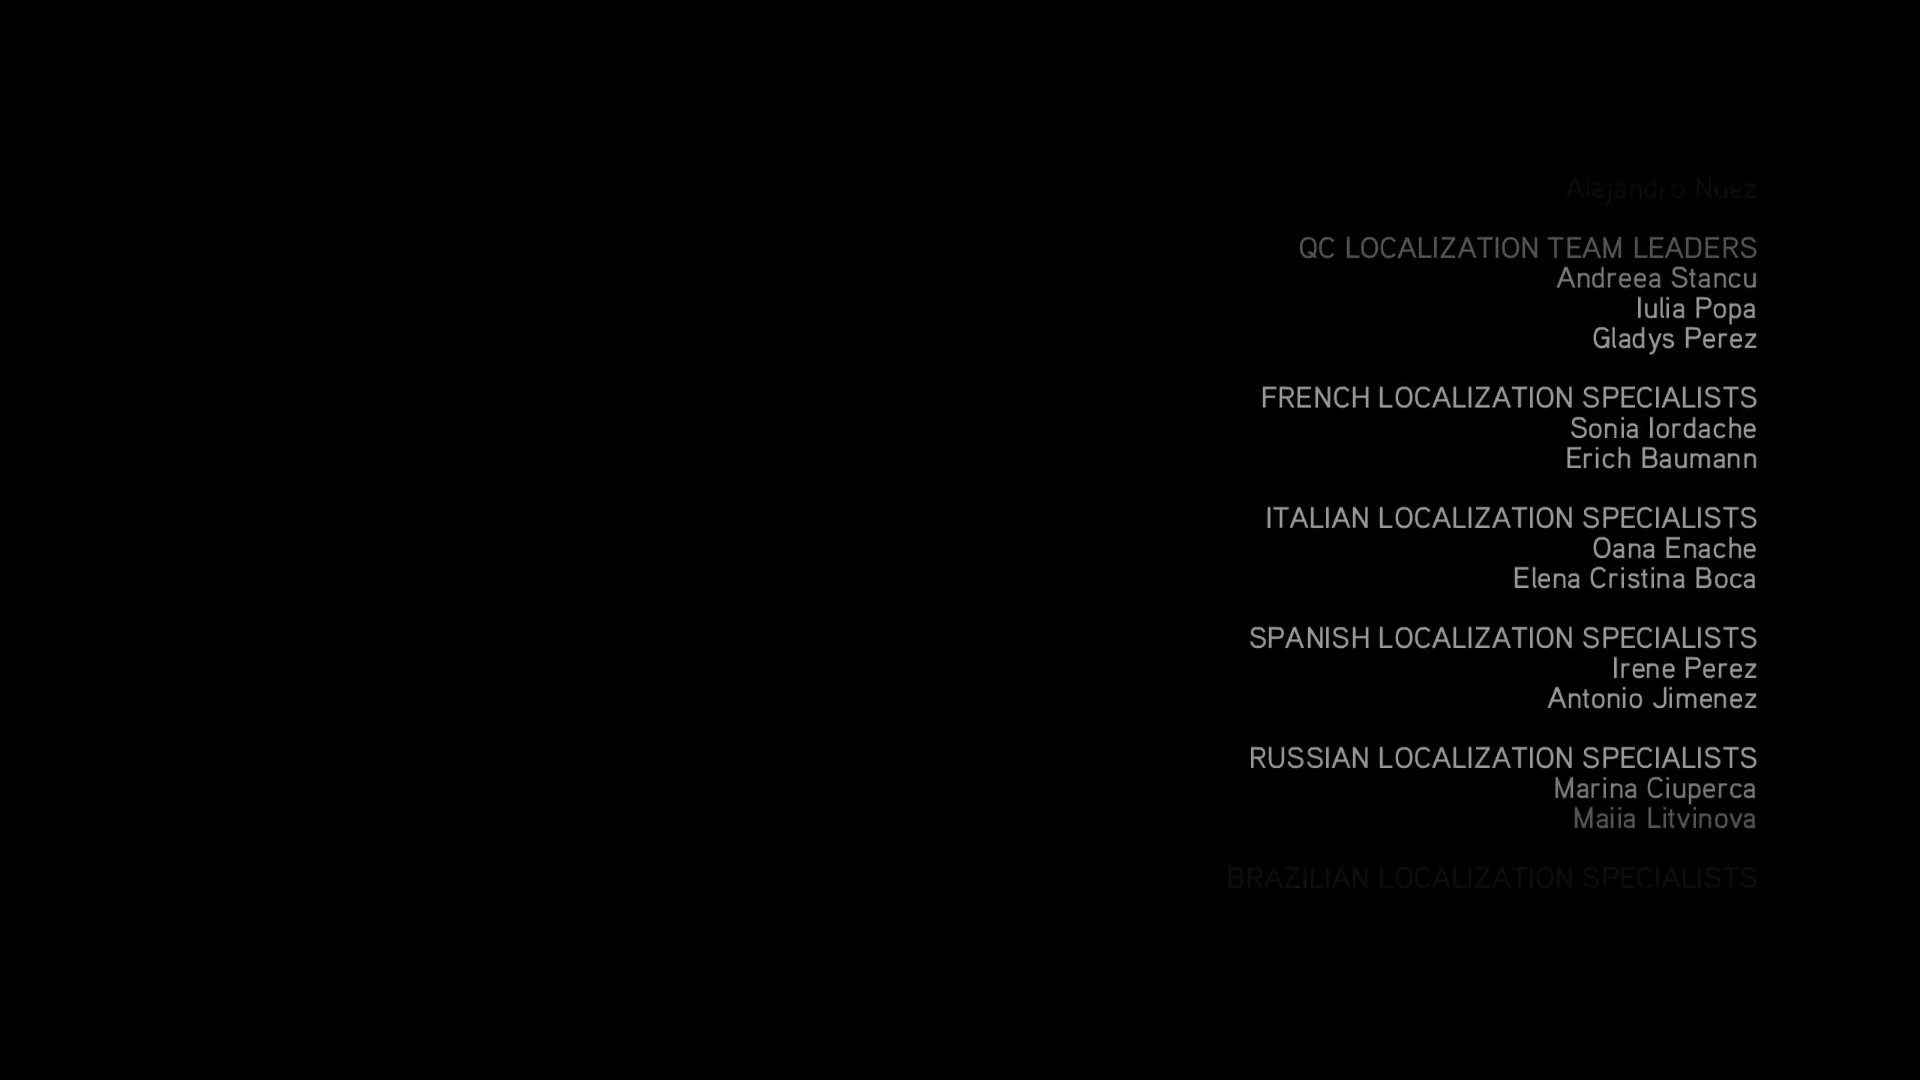 Alejandro Nuez
QC LOCALIZATION TEAM LEADERS
Andreea Stancu
Iulia Popa
Gladys Perez
FRENCH LOCALIZATION SPECIALISTS
Sonia Iordache
Erich Baumann
ITALIAN LOCALIZATION SPECIALISTS
Oana Enache
Elena Cristina Boca
SPANISH LOCALIZATION SPECIALISTS
Irene Perez
Antonio Jimenez
RUSSIAN LOCALIZATION SPECIALISTS
Marina Ciuperca
Maiia Litvinova
BRAZILIAN LOCALIZATION SPECIALISTS